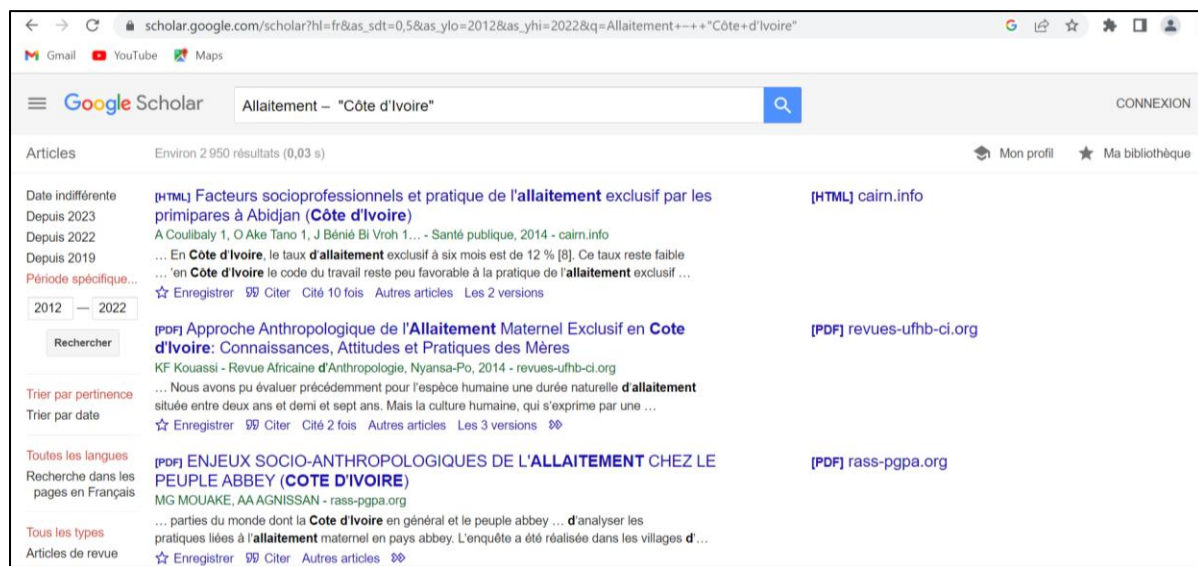 scholar.google.com/scholar?hl=fr&as_sdt=0,5&as_ylo=2012&as_yhi=2022&q=Allaitement+–++"Côte+d'Ivoire"
Gmail YouTube Maps
Google Scholar
Allaitement – "Côte d'Ivoire"
CONNEXION
Articles
Environ 2 950 résultats (0,03 s)
Mon profil
Ma bibliothèque
Date indifférente
Depuis 2023
Depuis 2022
Depuis 2019
Période spécifique...
2012 — 2022
Rechercher
Trier par pertinence
Trier par date
Toutes les langues
Recherche dans les
pages en Français
Tous les types
Articles de revue
[HTML] Facteurs socioprofessionnels et pratique de l'allaitement exclusif par les
primipares à Abidjan (Côte d'Ivoire)
A Coulibaly 1, O Ake Tano 1, J Bénié Bi Vroh 1... - Santé publique, 2014 - cairn.info
... En Côte d'Ivoire, le taux d'allaitement exclusif à six mois est de 12 % [8]. Ce taux reste faible
... 'en Côte d'Ivoire le code du travail reste peu favorable à la pratique de l'allaitement exclusif ...
Enregistrer Citer Cité 10 fois Autres articles Les 2 versions
[HTML] cairn.info
[PDF] Approche Anthropologique de l'Allaitement Maternel Exclusif en Cote
d'Ivoire: Connaissances, Attitudes et Pratiques des Mères
KF Kouassi - Revue Africaine d'Anthropologie, Nyansa-Po, 2014 - revues-ufhb-ci.org
... Nous avons pu évaluer précédemment pour l'espèce humaine une durée naturelle d'allaitement
située entre deux ans et demi et sept ans. Mais la culture humaine, qui s'exprime par une ...
Enregistrer Citer Cité 2 fois Autres articles Les 3 versions
[PDF] revues-ufhb-ci.org
[PDF] ENJEUX SOCIO-ANTHROPOLOGIQUES DE L'ALLAITEMENT CHEZ LE
PEUPLE ABBEY (COTE D'IVOIRE)
MG MOUAKE, AA AGNISSAN - rass-pgpa.org
... parties du monde dont la Cote d'Ivoire en général et le peuple abbey ... d'analyser les
pratiques liées à l'allaitement maternel en pays abbey. L'enquête a été réalisée dans les villages d'...
Enregistrer Citer Autres articles
[PDF] rass-pgpa.org